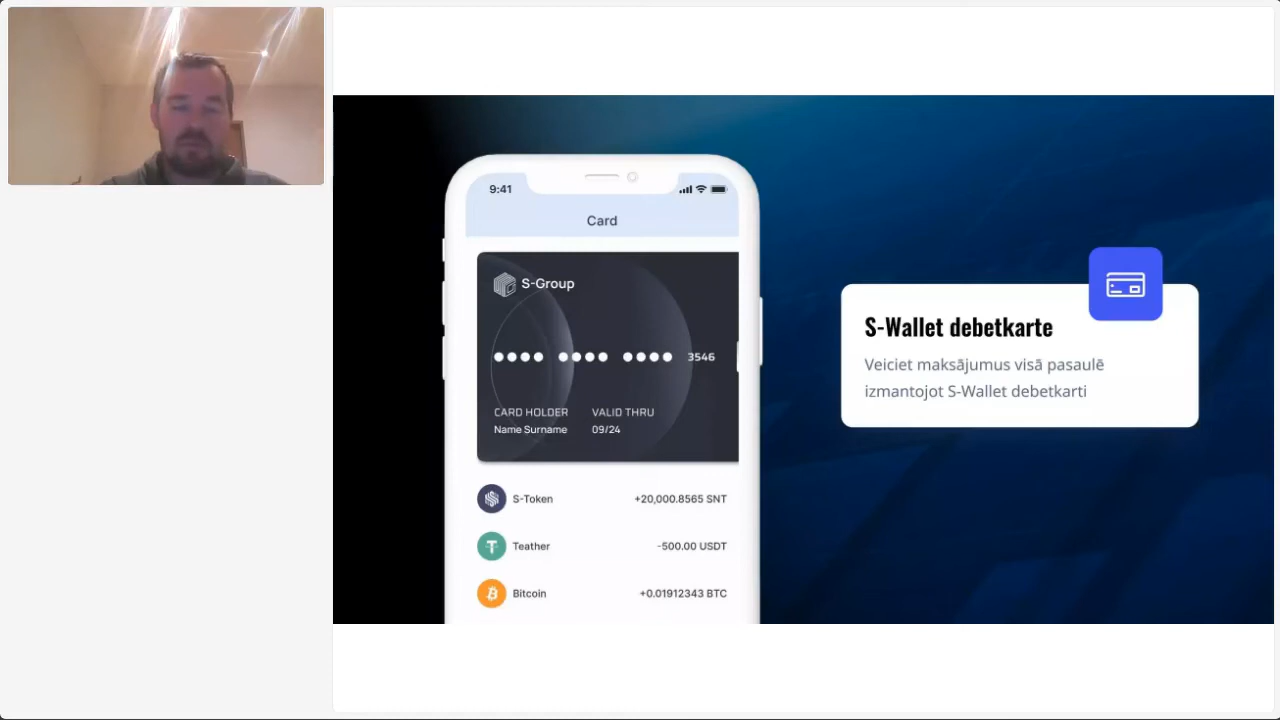 9:41
Card
S-Group
3546
CARD HOLDER VALID THRU
Name Surname 09/24
S-Token +20,000.8565 SNT
Teather -500.00 USDT
Bitcoin +0.01912343 BTC
S-Wallet debetkarte
Veiciet maksājumus visā pasaulē
izmantojot S-Wallet debetkarti